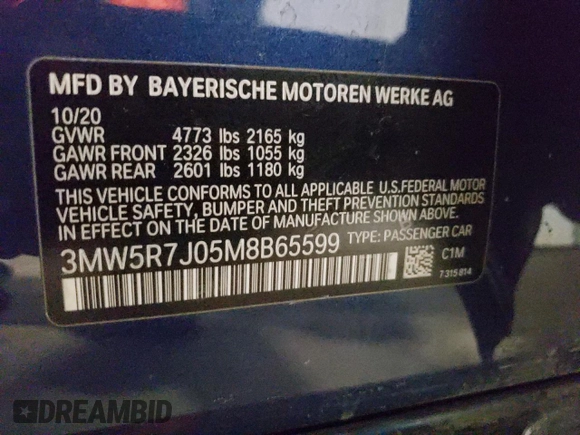 MFD BY BAYERISCHE MOTOREN WERKE AG
10/20
GVWR 4773 lbs 2165 kg
GAWR FRONT 2326 lbs 1055 kg
GAWR REAR 2601 lbs 1180 kg
THIS VEHICLE CONFORMS TO ALL APPLICABLE U.S.FEDERAL MOTOR
VEHICLE SAFETY, BUMPER AND THEFT PREVENTION STANDARDS
IN EFFECT ON THE DATE OF MANUFACTURE SHOWN ABOVE.
3MW5R7J05M8B65599 TYPE: PASSENGER CAR
C1M
7 315 814
DREAMBID